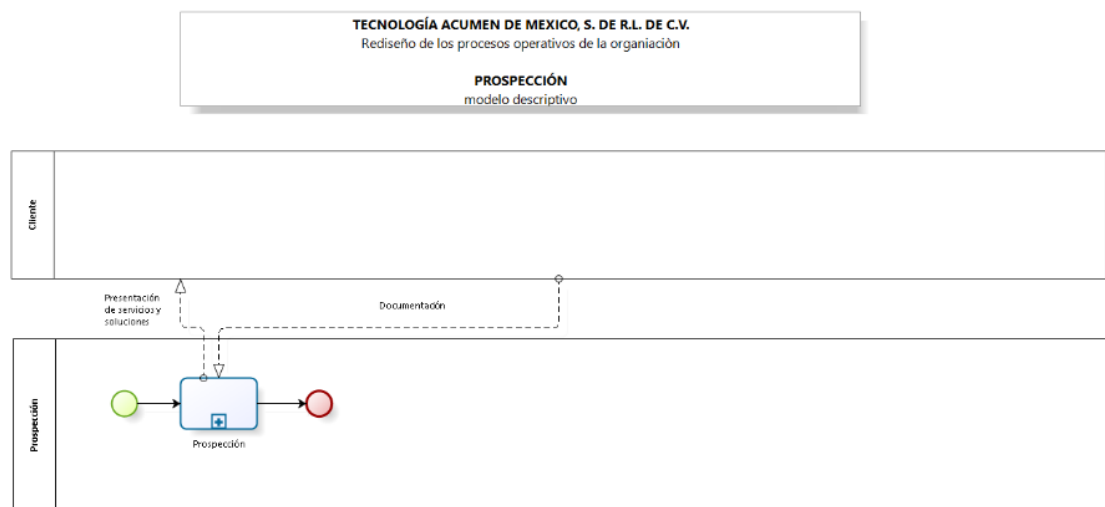 TECNOLOGÍA ACUMEN DE MEXICO, S. DE R.L. DE C.V.
Rediseño de los procesos operativos de la organiaciòn
PROSPECCIÓN
modelo descriptivo
Cliente
Presentación
de servicios y
soluciones
Documentación
Prospección
Prospección